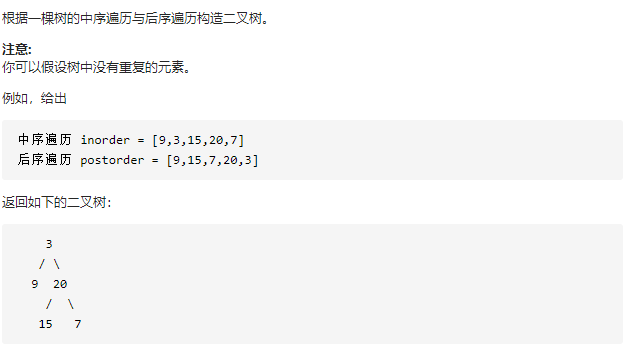 根据一棵树的中序遍历与后序遍历构造二叉树。
注意:
你可以假设树中没有重复的元素。
例如，给出
中序遍历 inorder = [9,3,15,20,7]
后序遍历 postorder = [9,15,7,20,3]
返回如下的二叉树：
3
/ \
9 20
/ \
15 7